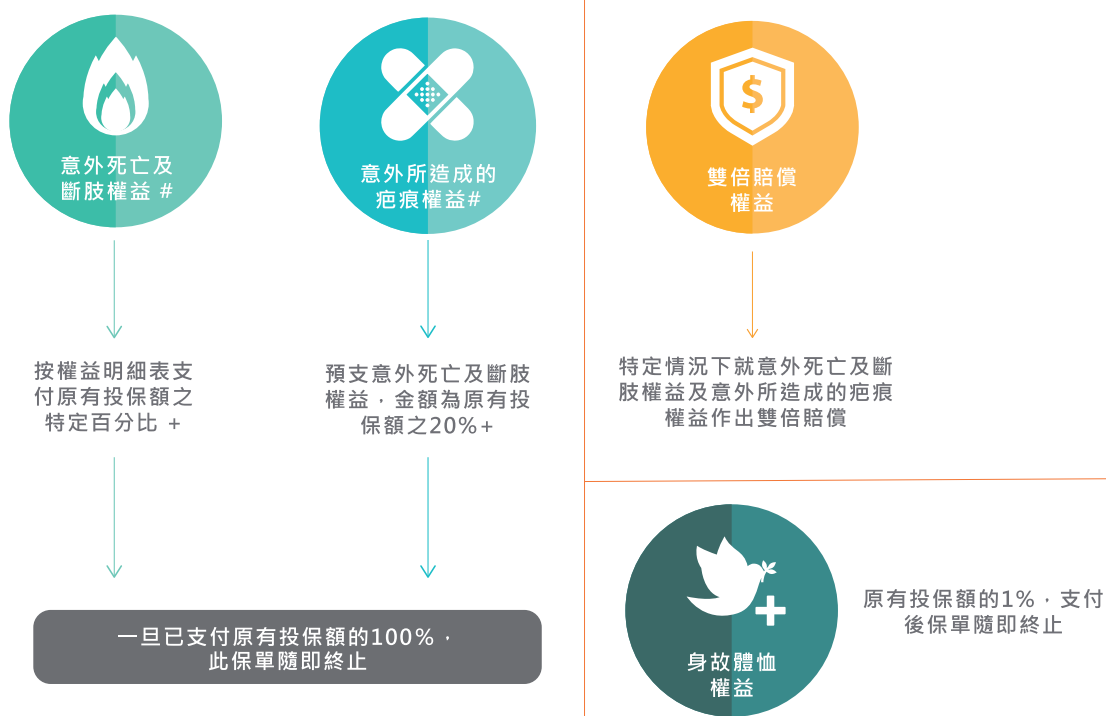 意外死亡及
斷肢權益 #
按權益明細表支
付原有投保額之
特定百分比 +
意外所造成的
疤痕權益#
預支意外死亡及斷肢
權益，金額為原有投
保額之20%+
一旦已支付原有投保額的100%，
此保單隨即終止
$
雙倍賠償
權益
特定情況下就意外死亡及斷
肢權益及意外所造成的疤痕
權益作出雙倍賠償
身故體恤
權益
原有投保額的1%，支付
後保單隨即終止